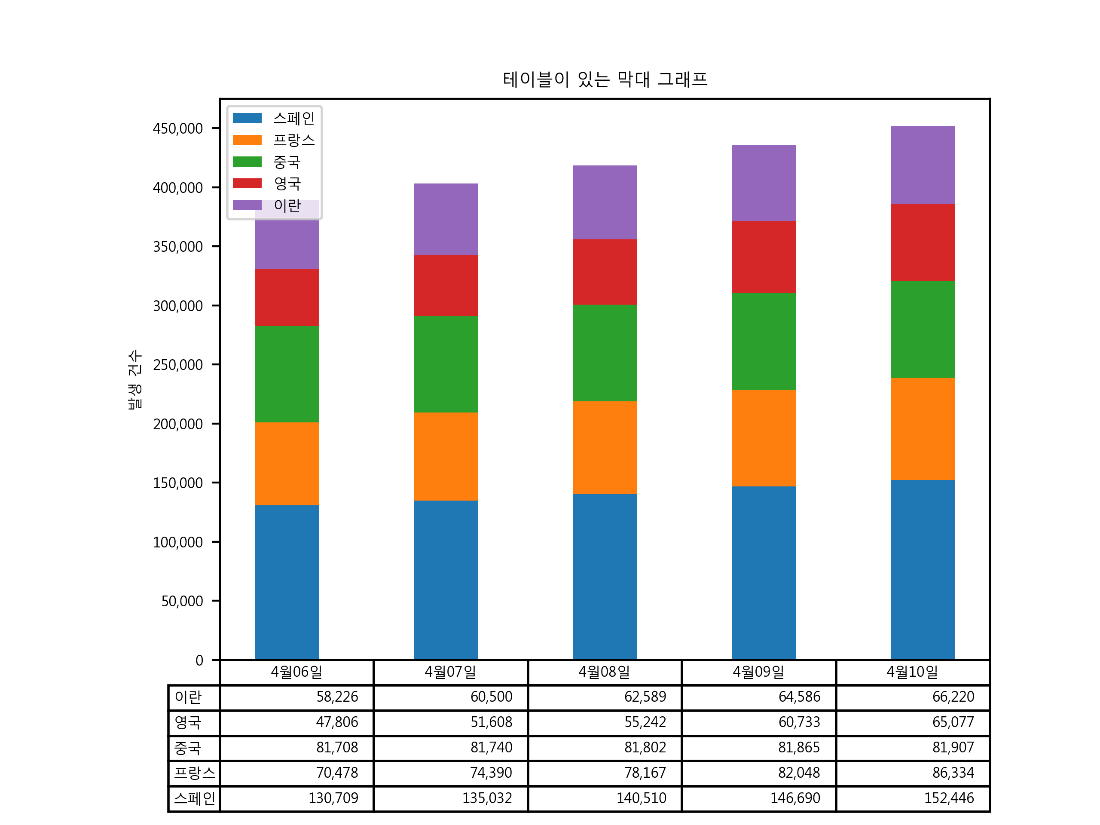 테이블이 있는 막대 그래프
스페인
프랑스
중국
영국
이란
450,000
400,000
350,000
300,000
250,000
200,000
150,000
100,000
50,000
0
발생 건수
4월06일 4월07일 4월08일 4월09일 4월10일
이란 58,226 60,500 62,589 64,586 66,220
영국 47,806 51,608 55,242 60,733 65,077
중국 81,708 81,740 81,802 81,865 81,907
프랑스 70,478 74,390 78,167 82,048 86,334
스페인 130,709 135,032 140,510 146,690 152,446